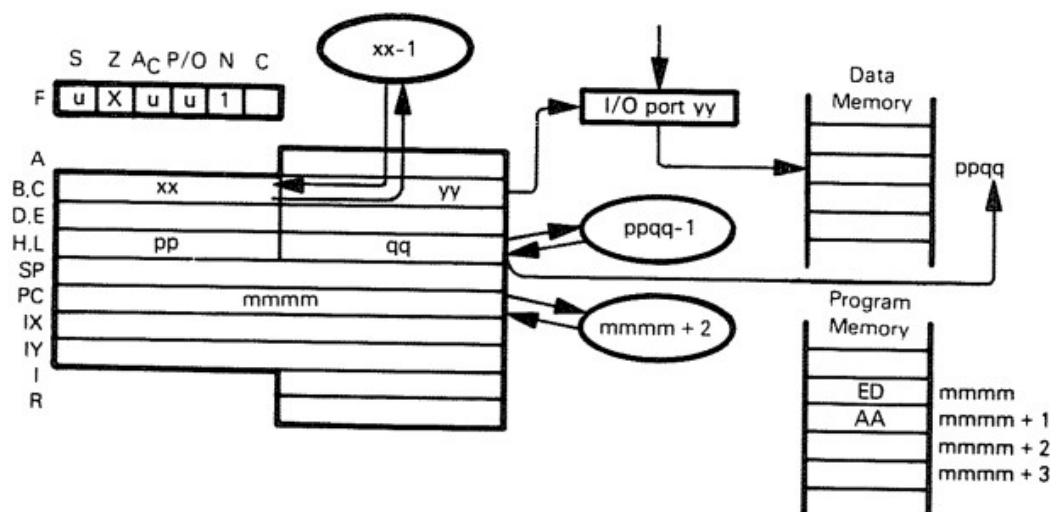 S Z AC P/O N C
F u X u u 1
xx-1
I/O port yy
Data
Memory
ppqq
A
B,C xx yy
D,E
H,L pp qq
SP
PC mmmm
IX
IY
I
R
ppqq-1
mmmm + 2
Program
Memory
ED mmmm
AA mmmm + 1
mmmm + 2
mmmm + 3